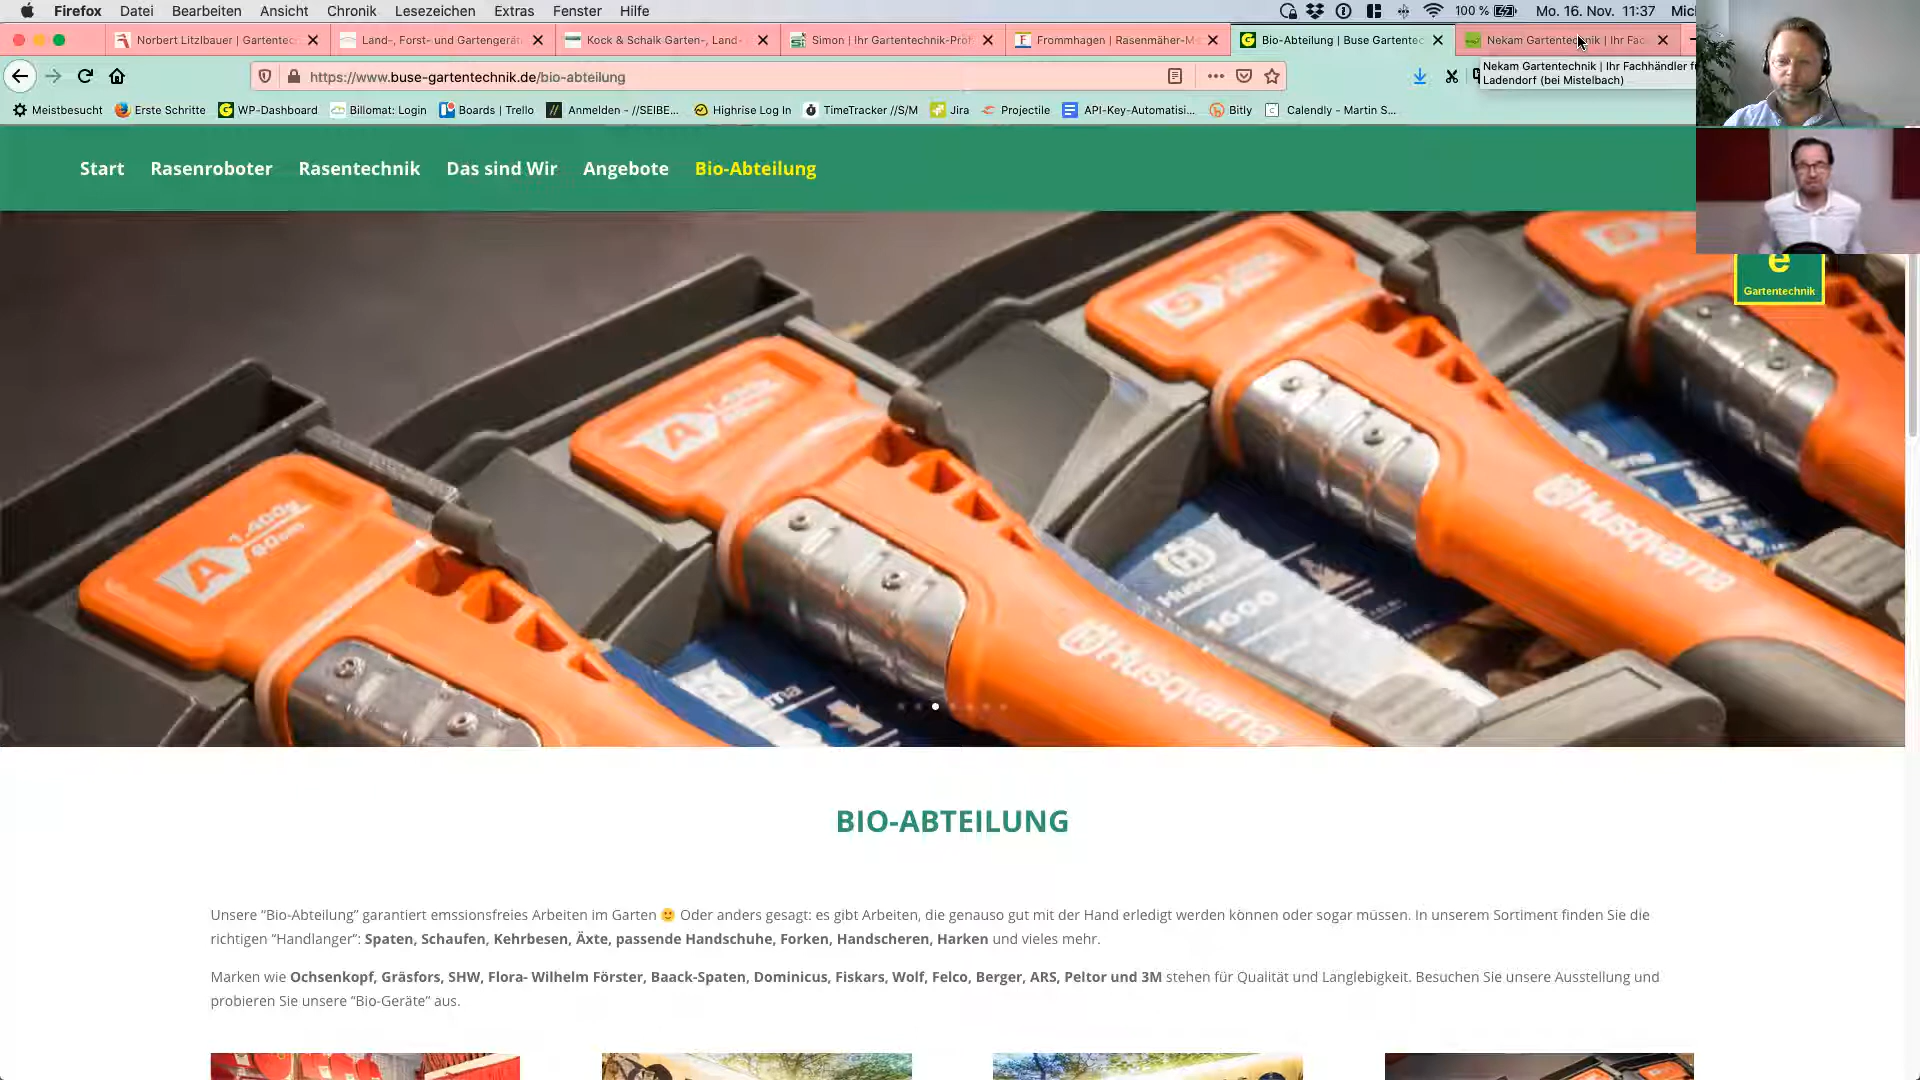 Firefox Datei Bearbeiten Ansicht Chronik Lesezeichen Extras Fenster Hilfe 100 % Mo. 16. Nov. 11:37 Mic
Norbert Litzlbauer | Gartentec Land-, Forst- und Gartengerät Kock & Schalk Garten-, Land- Simon | Ihr Gartentechnik-Prof Frommhagen | Rasenmäher-M Bio-Abteilung | Buse Gartentec Nekam Gartentechnik | Ihr Fac
https://www.buse-gartentechnik.de/bio-abteilung
Nekam Gartentechnik | Ihr Fachhändler f
Ladendorf (bei Mistelbach)
Meistbesucht Erste Schritte WP-Dashboard Billomat: Login Boards | Trello Anmelden - //SEIBE... Highrise Log In TimeTracker //S/M Jira Projectile API-Key-Automatisi... Bitly Calendly - Martin S...
Start Rasenroboter Rasentechnik Das sind Wir Angebote Bio-Abteilung
e
Gartentechnik
A 1.400g
60cm
A
S
Husqvarna
Husqvarna
1600
BIO-ABTEILUNG
Unsere “Bio-Abteilung” garantiert emssionsfreies Arbeiten im Garten 🙂 Oder anders gesagt: es gibt Arbeiten, die genauso gut mit der Hand erledigt werden können oder sogar müssen. In unserem Sortiment finden Sie die
richtigen “Handlanger”: Spaten, Schaufen, Kehrbesen, Äxte, passende Handschuhe, Forken, Handscheren, Harken und vieles mehr.
Marken wie Ochsenkopf, Gräsfors, SHW, Flora- Wilhelm Förster, Baack-Spaten, Dominicus, Fiskars, Wolf, Felco, Berger, ARS, Peltor und 3M stehen für Qualität und Langlebigkeit. Besuchen Sie unsere Ausstellung und
probieren Sie unsere “Bio-Geräte” aus.